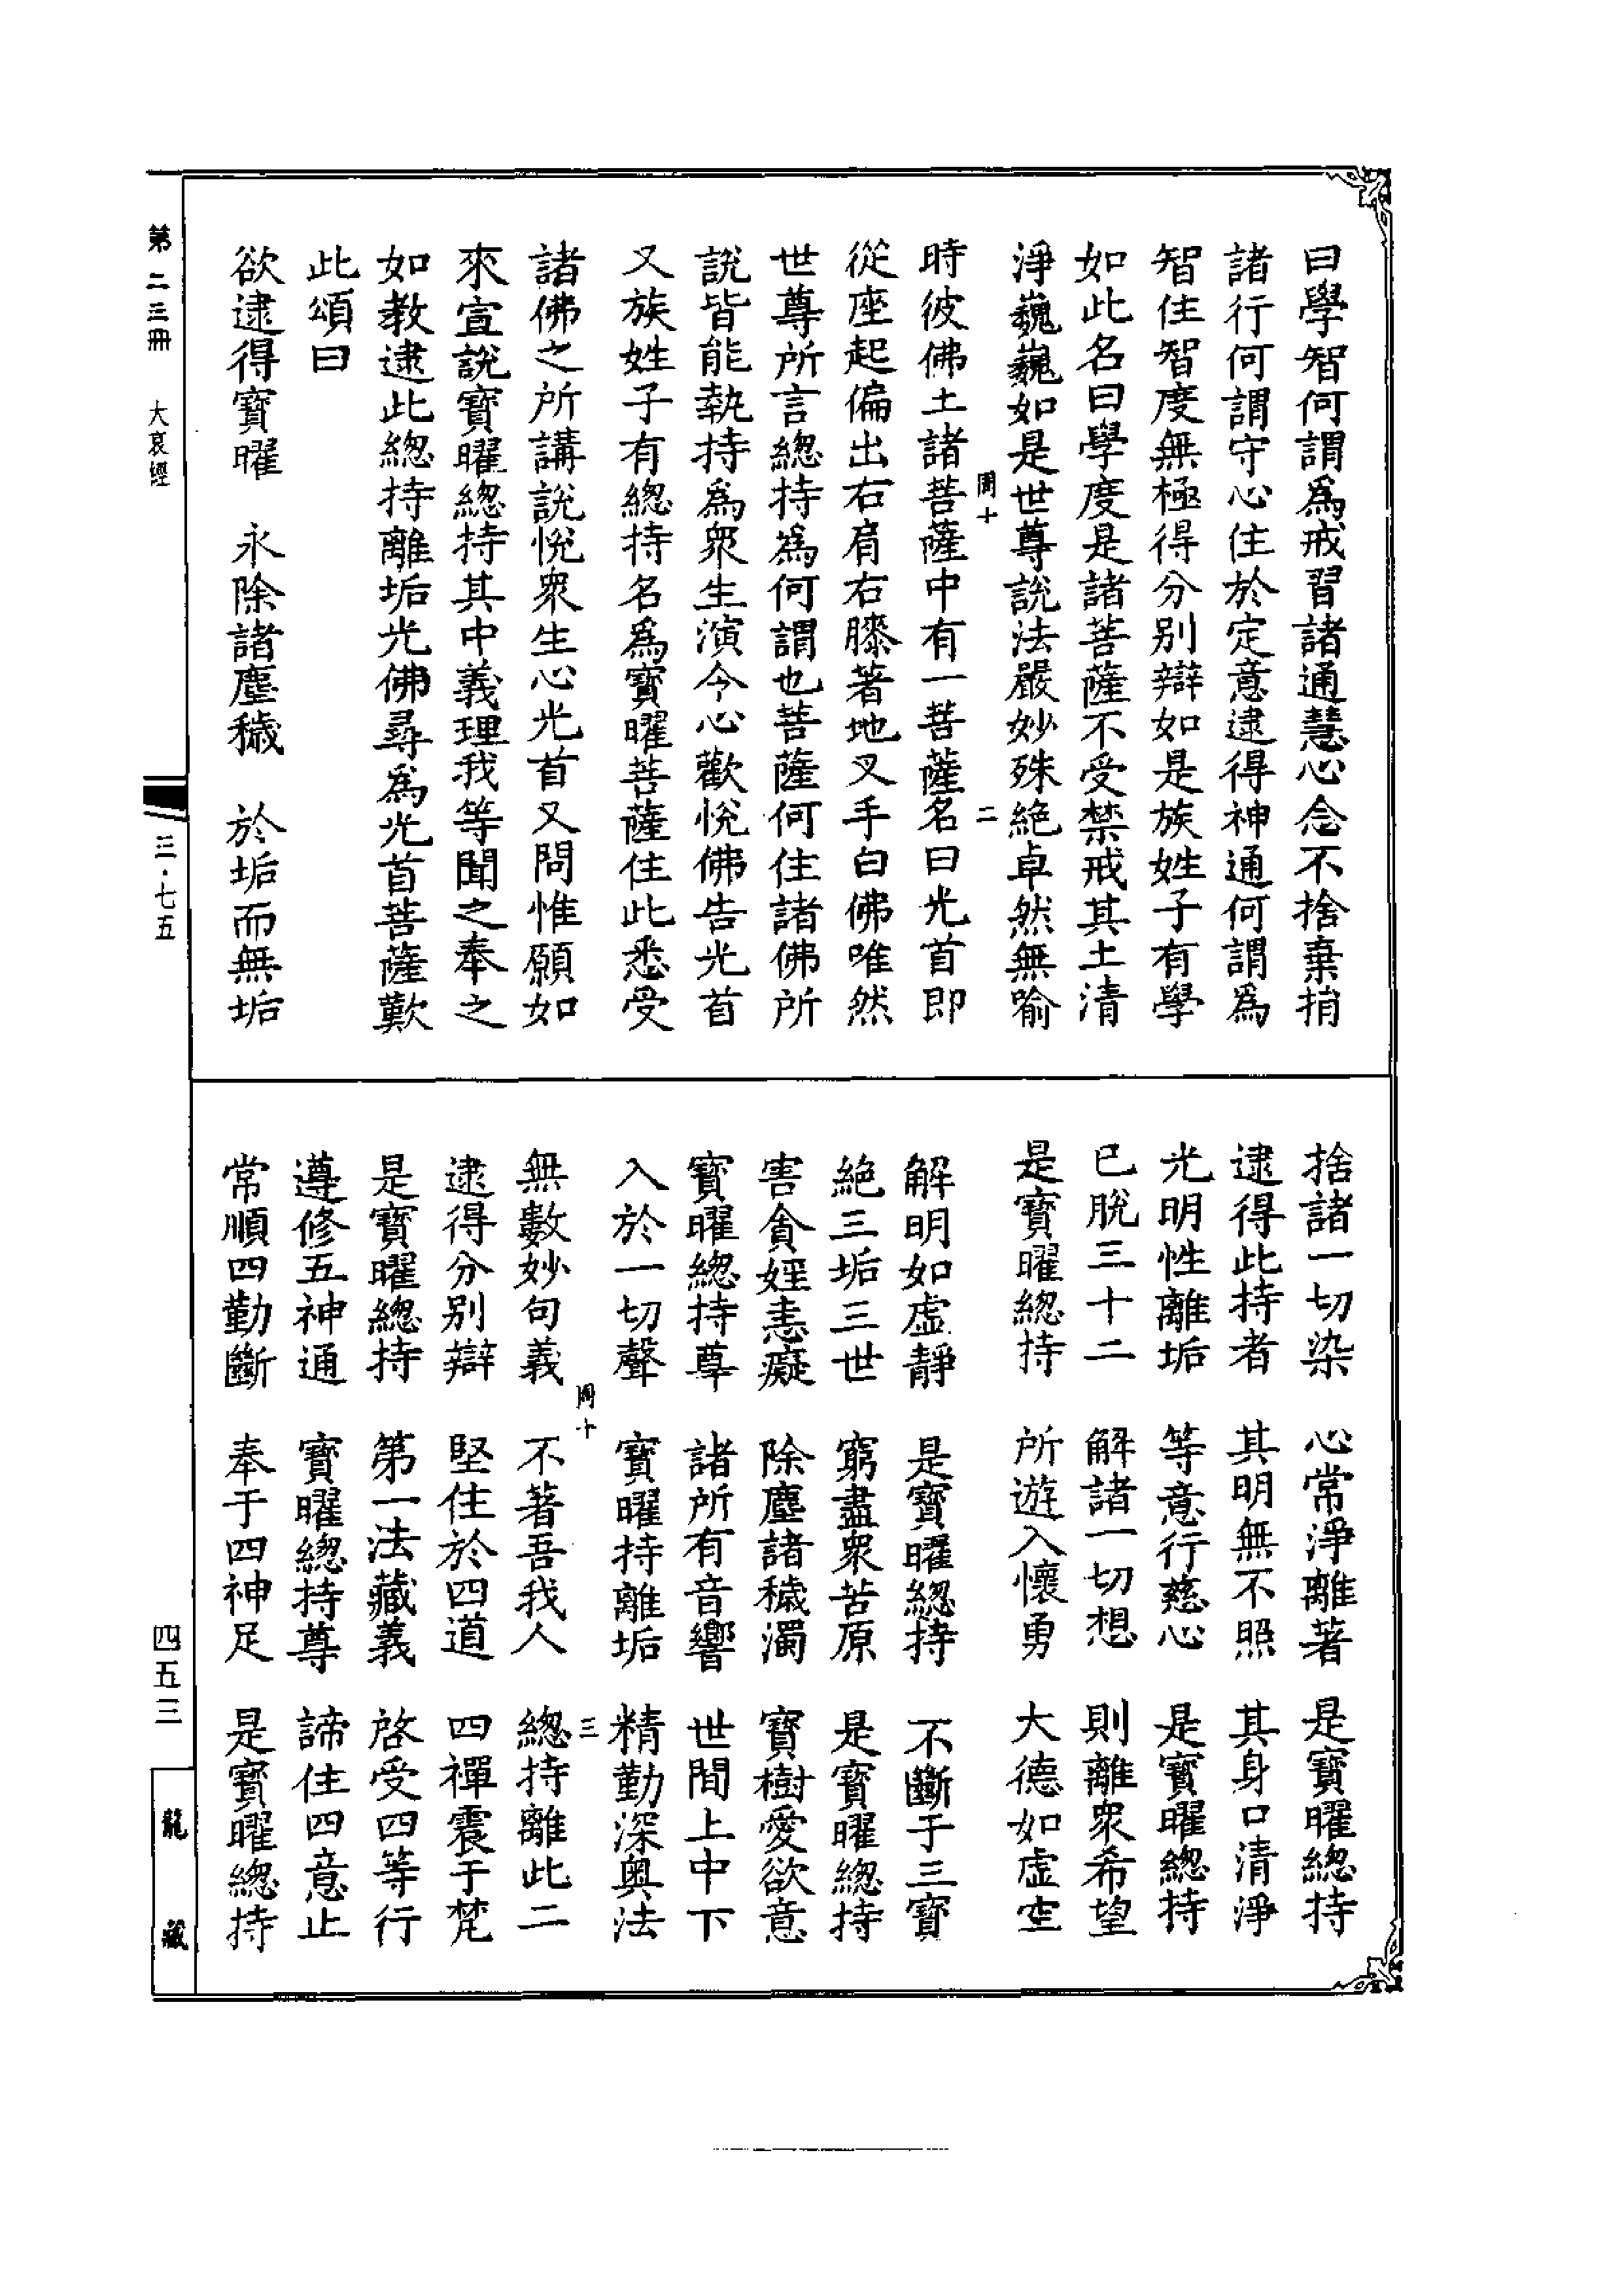 曰學智何謂爲戒習諸通慧心念不捨棄捐
諸行何謂守心住於定意逮得神通何謂爲
智住智度無極得分别辯如是族姓子有學
如此名曰學度是諸菩薩不受禁戒其土清
淨巍巍如是世尊說法嚴妙殊絶卓然無喻
周十 二
時彼佛土諸菩薩中有一菩薩名曰光首即
從座起偏出右肩右膝著地叉手白佛唯然
世尊所言總持爲何謂也菩薩何住諸佛所
說皆能執持爲衆生演今心歡悅佛告光首
又族姓子有總持名爲寶曜菩薩住此悉受
諸佛之所講說悅衆生心光首又問惟願如
來宣說寶曜總持其中義理我等聞之奉之
如教逮此總持離垢光佛尋爲光首菩薩歎
此頌曰
欲逮得寶曜　永除諸塵穢　於垢而無垢
捨諸一切染　心常淨離著　是寶曜總持
逮得此持者　其明無不照　其身口清淨
光明性離垢　等意行慈心　是寶曜總持
已脫三十二　解諸一切想　則離衆希望
是寶曜總持　所遊入懷勇　大德如虛空
解明如虛靜　是寶曜總持　不斷于三寶
絶三垢三世　窮盡衆苦原　是寶曜總持
害貪婬恚癡　除塵諸穢濁　寶樹愛欲意
寶曜總持尊　諸所有音響　世間上中下
入於一切聲　寶曜持離垢　精勤深奥法
周十 三
無數妙句義　不著吾我人　總持離此二
逮得分别辯　堅住於四道　四禪震于梵
是寶曜總持　第一法藏義　啓受四等行
遵修五神通　寶曜總持尊　諦住四意止
常順四勤斷　奉于四神足　是寶曜總持
第二三冊　大哀經
三·七五
四五三
龍藏